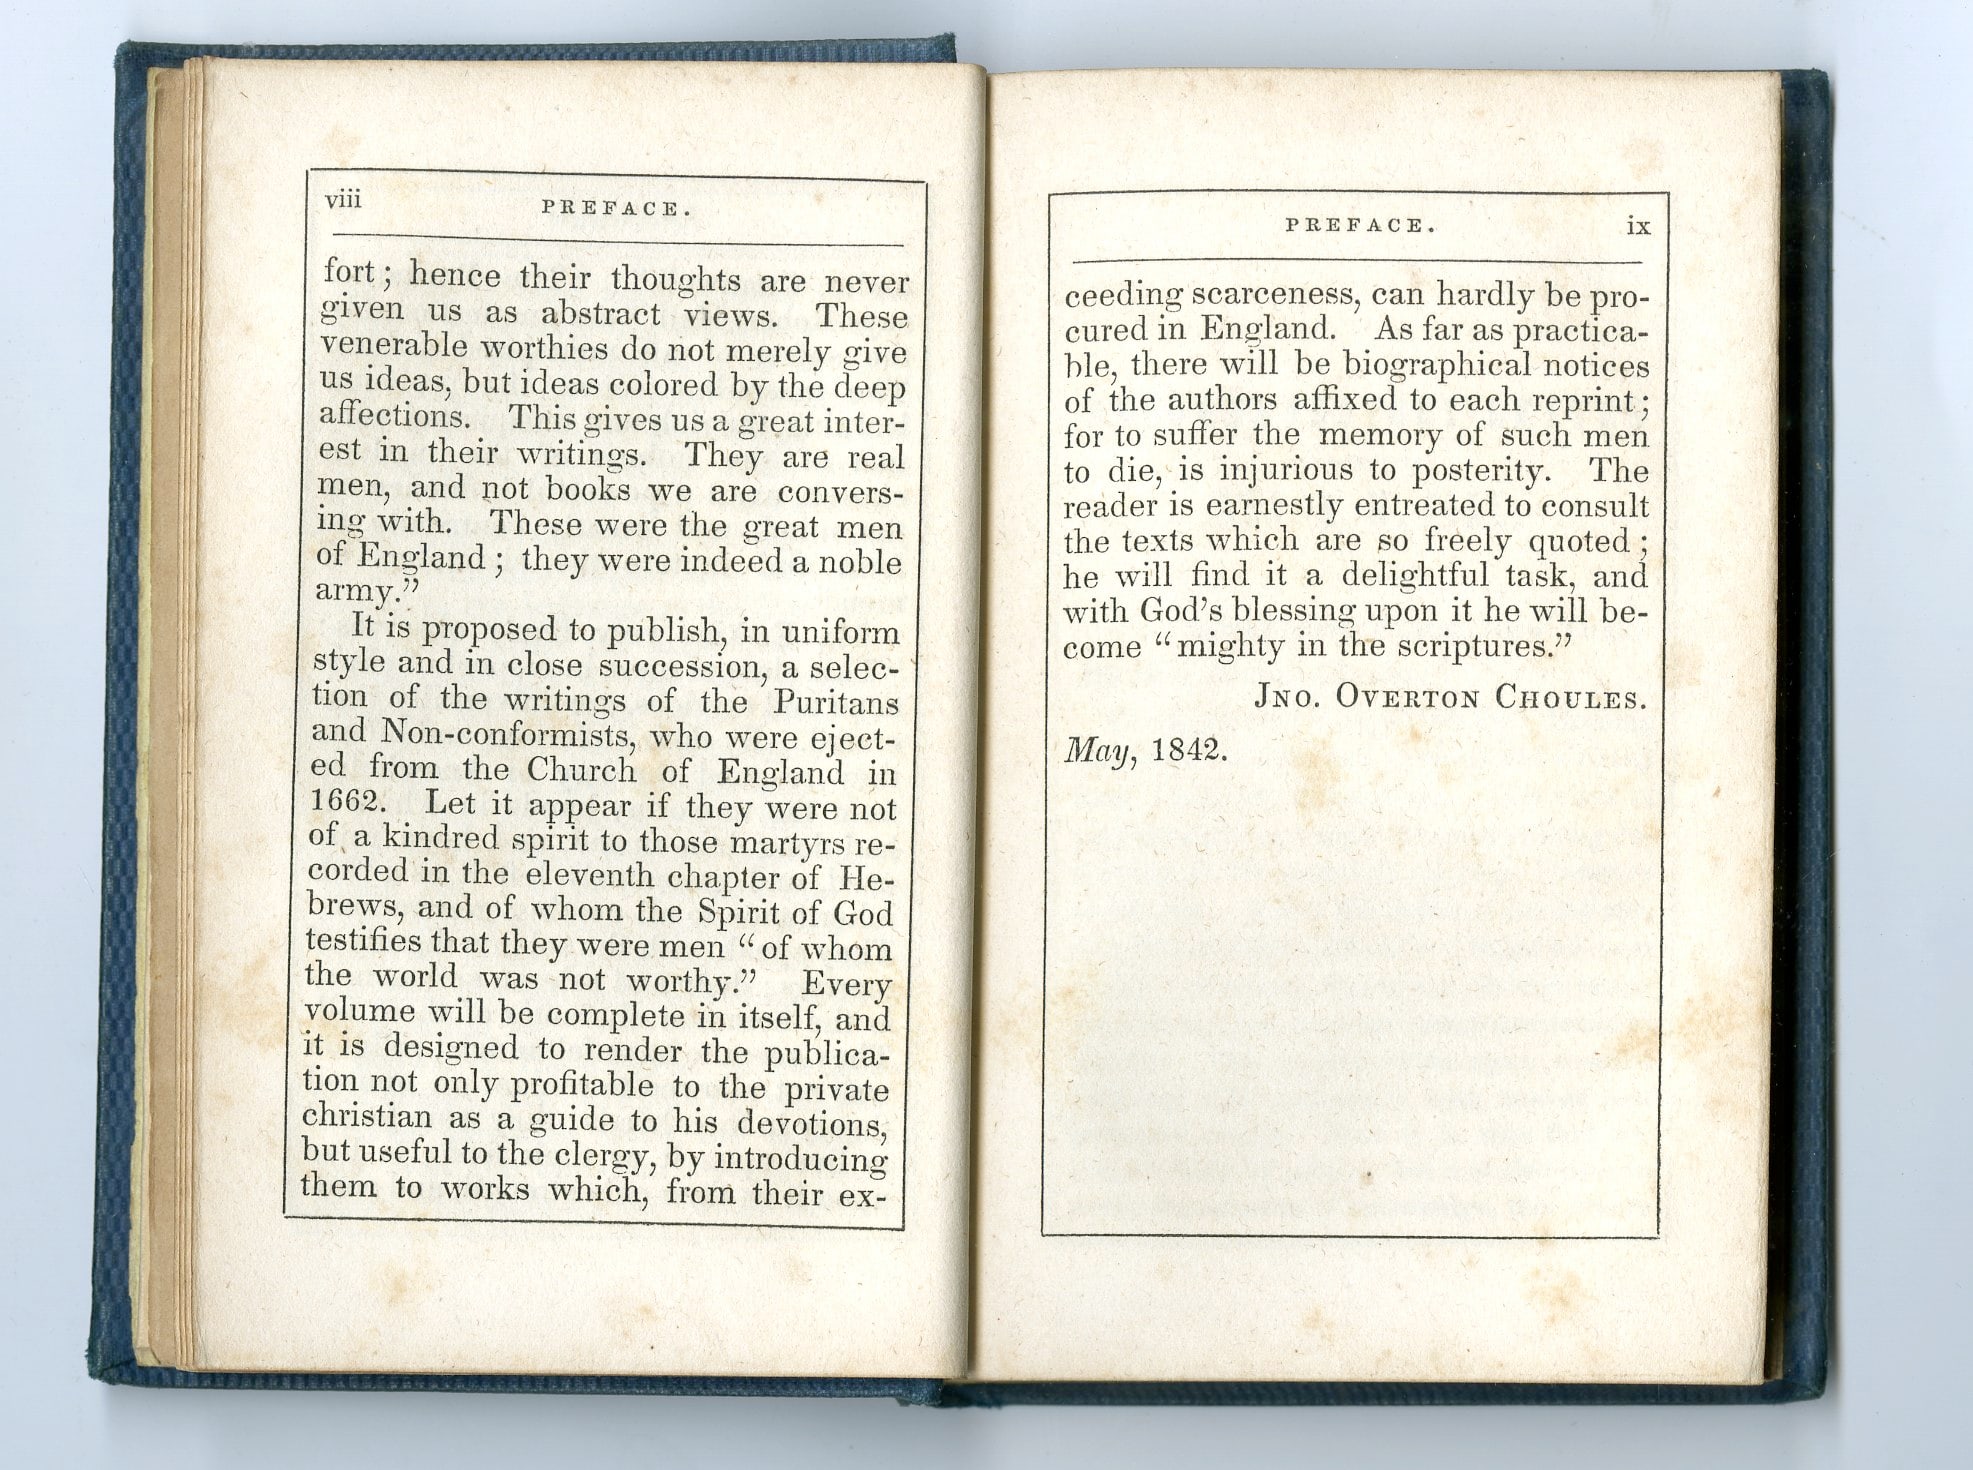 viii
PREFACE.
fort; hence their thoughts are never
given us as abstract views. These
venerable worthies do not merely give
us ideas, but ideas colored by the deep
affections. This gives us a great inter-
est in their writings. They are real
men, and not books we are convers-
ing with. These were the great men
of England; they were indeed a noble
army.”
It is proposed to publish, in uniform
style and in close succession, a selec-
tion of the writings of the Puritans
and Non-conformists, who were eject-
ed from the Church of England in
1662. Let it appear if they were not
of a kindred spirit to those martyrs re-
corded in the eleventh chapter of He-
brews, and of whom the Spirit of God
testifies that they were men “of whom
the world was not worthy.” Every
volume will be complete in itself, and
it is designed to render the publica-
tion not only profitable to the private
christian as a guide to his devotions,
but useful to the clergy, by introducing
them to works which, from their ex-
PREFACE.
ix
ceeding scarceness, can hardly be pro-
cured in England. As far as practica-
ble, there will be biographical notices
of the authors affixed to each reprint;
for to suffer the memory of such men
to die, is injurious to posterity. The
reader is earnestly entreated to consult
the texts which are so freely quoted;
he will find it a delightful task, and
with God’s blessing upon it he will be-
come “mighty in the scriptures.”
JNO. OVERTON CHOULES.
May, 1842.